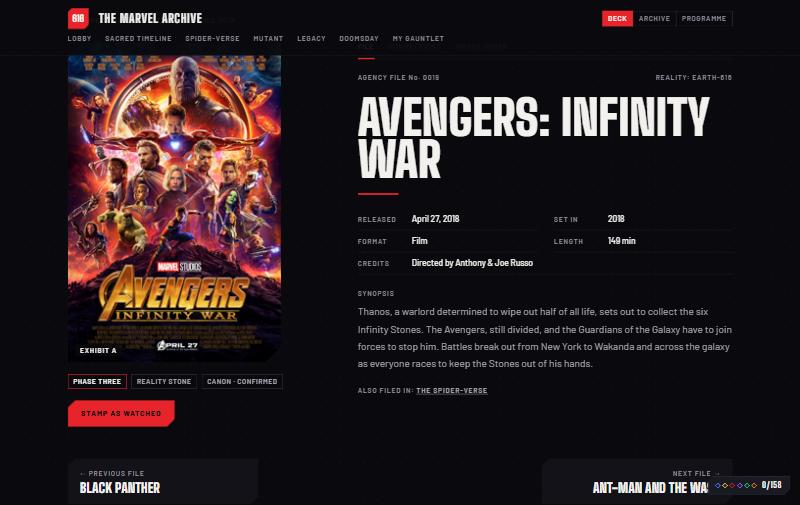 616 THE MARVEL ARCHIVE
DECK ARCHIVE PROGRAMME
LOBBY SACRED TIMELINE SPIDER-VERSE MUTANT LEGACY DOOMSDAY MY GAUNTLET
FILE
AGENCY FILE No. 0019 REALITY: EARTH-616
AVENGERS: INFINITY
WAR
RELEASED April 27, 2018 SET IN 2018
FORMAT Film LENGTH 149 min
CREDITS Directed by Anthony & Joe Russo
SYNOPSIS
Thanos, a warlord determined to wipe out half of all life, sets out to collect the six
Infinity Stones. The Avengers, still divided, and the Guardians of the Galaxy have to join
forces to stop him. Battles break out from New York to Wakanda and across the galaxy
as everyone races to keep the Stones out of his hands.
ALSO FILED IN: THE SPIDER-VERSE
MARVEL STUDIOS
AVENGERS
INFINITY WAR
APRIL 27
EXHIBIT A
PHASE THREE REALITY STONE CANON · CONFIRMED
STAMP AS WATCHED
← PREVIOUS FILE
BLACK PANTHER
NEXT FILE →
ANT-MAN AND THE
0/158